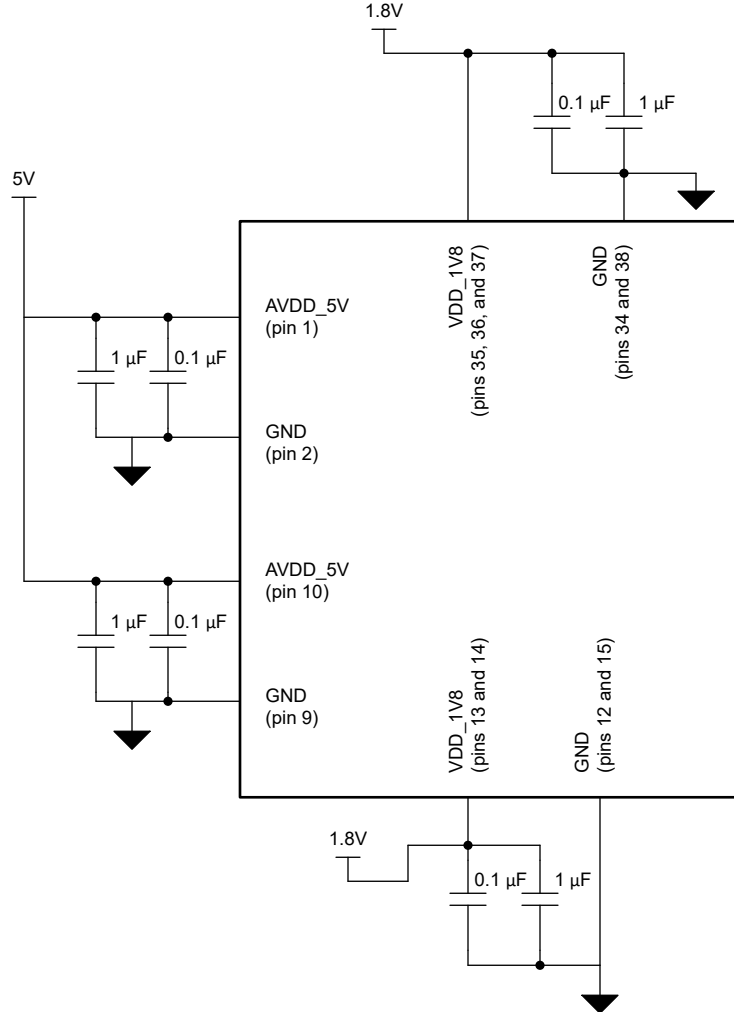 1.8V
0.1 µF
1 µF
5V
VDD_1V8
(pins 35, 36, and 37)
GND
(pins 34 and 38)
AVDD_5V
(pin 1)
1 µF
0.1 µF
GND
(pin 2)
AVDD_5V
(pin 10)
1 µF
0.1 µF
GND
(pin 9)
VDD_1V8
(pins 13 and 14)
GND
(pins 12 and 15)
1.8V
0.1 µF
1 µF